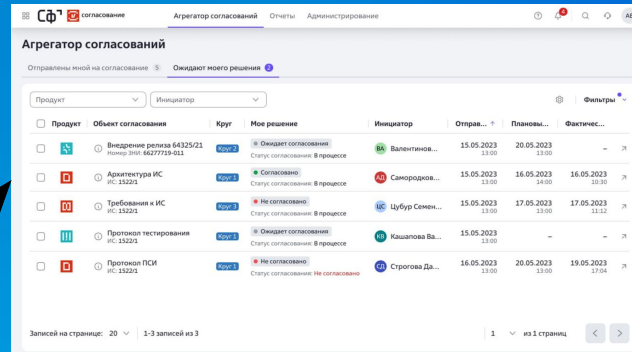 Сфʼ согласование Агрегатор согласований Отчеты Администрирование 4
Агрегатор согласований
Отправлены мной на согласование 5 Ожидают моего решения 2
Продукт Инициатор Фильтры
Продукт Объект согласования Круг Мое решение Инициатор Отправ... ↑ Плановы... Фактичес...
Внедрение релиза 64325/21 Круг 2 Ожидает согласования ВА Валентинов... 15.05.2023 20.05.2023 –
Номер ЗНИ: 66277719-011 Статус согласования: В процессе 13:00 13:00
Архитектура ИС Круг 1 Согласовано АД Самородков... 15.05.2023 16.05.2023 16.05.2023
ИС: 1522/1 Статус согласования: В процессе 13:00 14:00 10:30
Требования к ИС Круг 3 Не согласовано ЦС Цубур Семен... 15.05.2023 17.05.2023 17.05.2023
ИС: 1522/1 Статус согласования: В процессе 13:00 13:00 11:12
Протокол тестирования Круг 1 Ожидает согласования КВ Кашапова Ва... 15.05.2023 – –
ИС: 1522/1 Статус согласования: В процессе 13:00
Протокол ПСИ Круг 1 Не согласовано СД Строгова Да... 16.05.2023 20.05.2023 19.05.2023
ИС: 1522/1 Статус согласования: Не согласовано 13:00 13:00 17:04
Записей на странице: 20 1-3 записей из 3 1 из 1 страниц